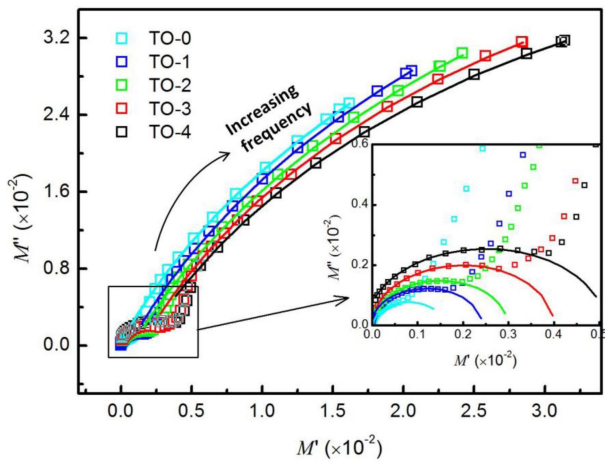 3.2
2.4
1.6
0.8
0.0
M'' (×10⁻²)
TO-0
TO-1
TO-2
TO-3
TO-4
Increasing
frequency
0.6
0.4
0.2
0.0
M'' (×10⁻²)
0.0 0.1 0.2 0.3 0.4 0.5
M' (×10⁻²)
0.0 0.5 1.0 1.5 2.0 2.5 3.0
M' (×10⁻²)